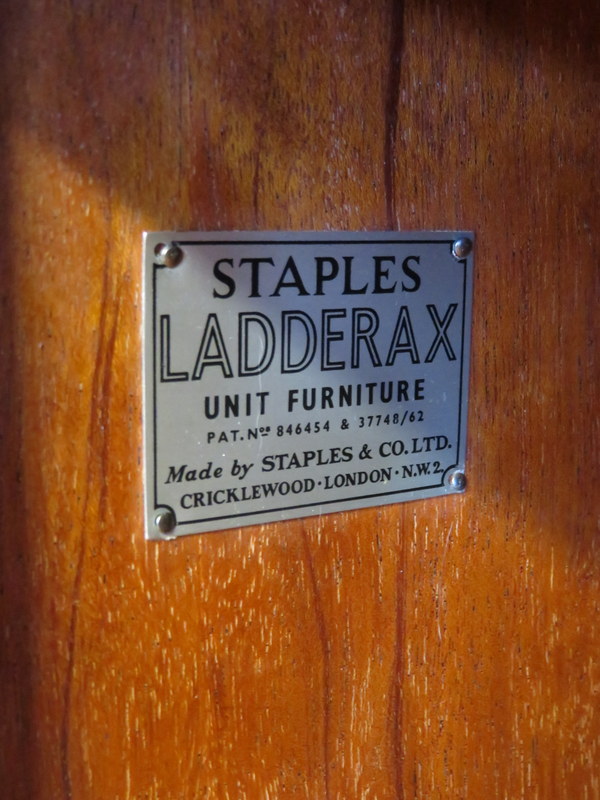 STAPLES
LADDERAX
UNIT FURNITURE
PAT. Nos 846454 & 37748/62
Made by STAPLES & CO. LTD.
CRICKLEWOOD · LONDON · N.W.2.